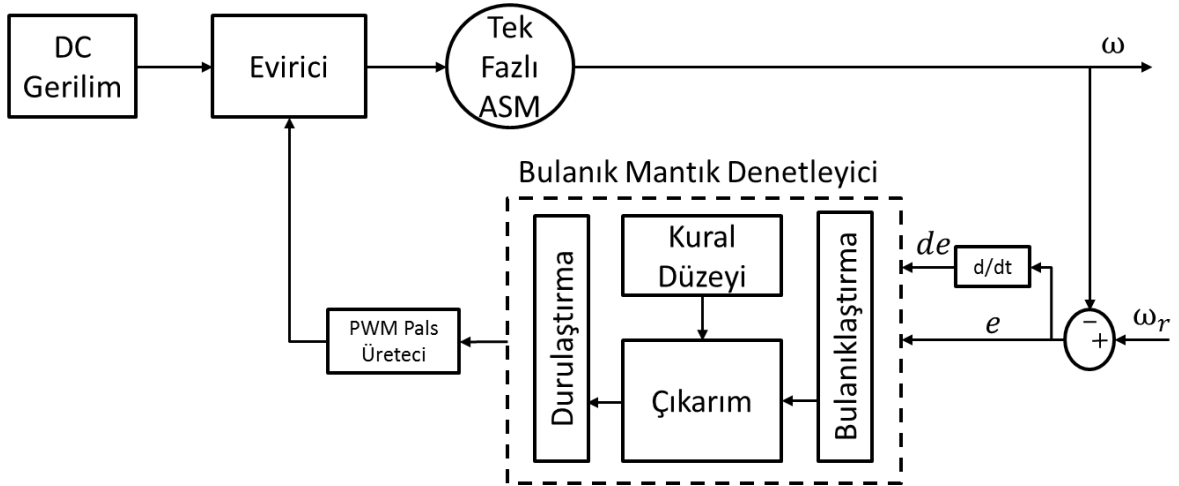 DC
Gerilim
Evirici
Tek
Fazlı
ASM
ω
Bulanık Mantık Denetleyici
Durulaştırma
Kural
Düzeyi
Çıkarım
Bulanıklaştırma
de
d/dt
e
−
+
ωr
PWM Pals
Üreteci